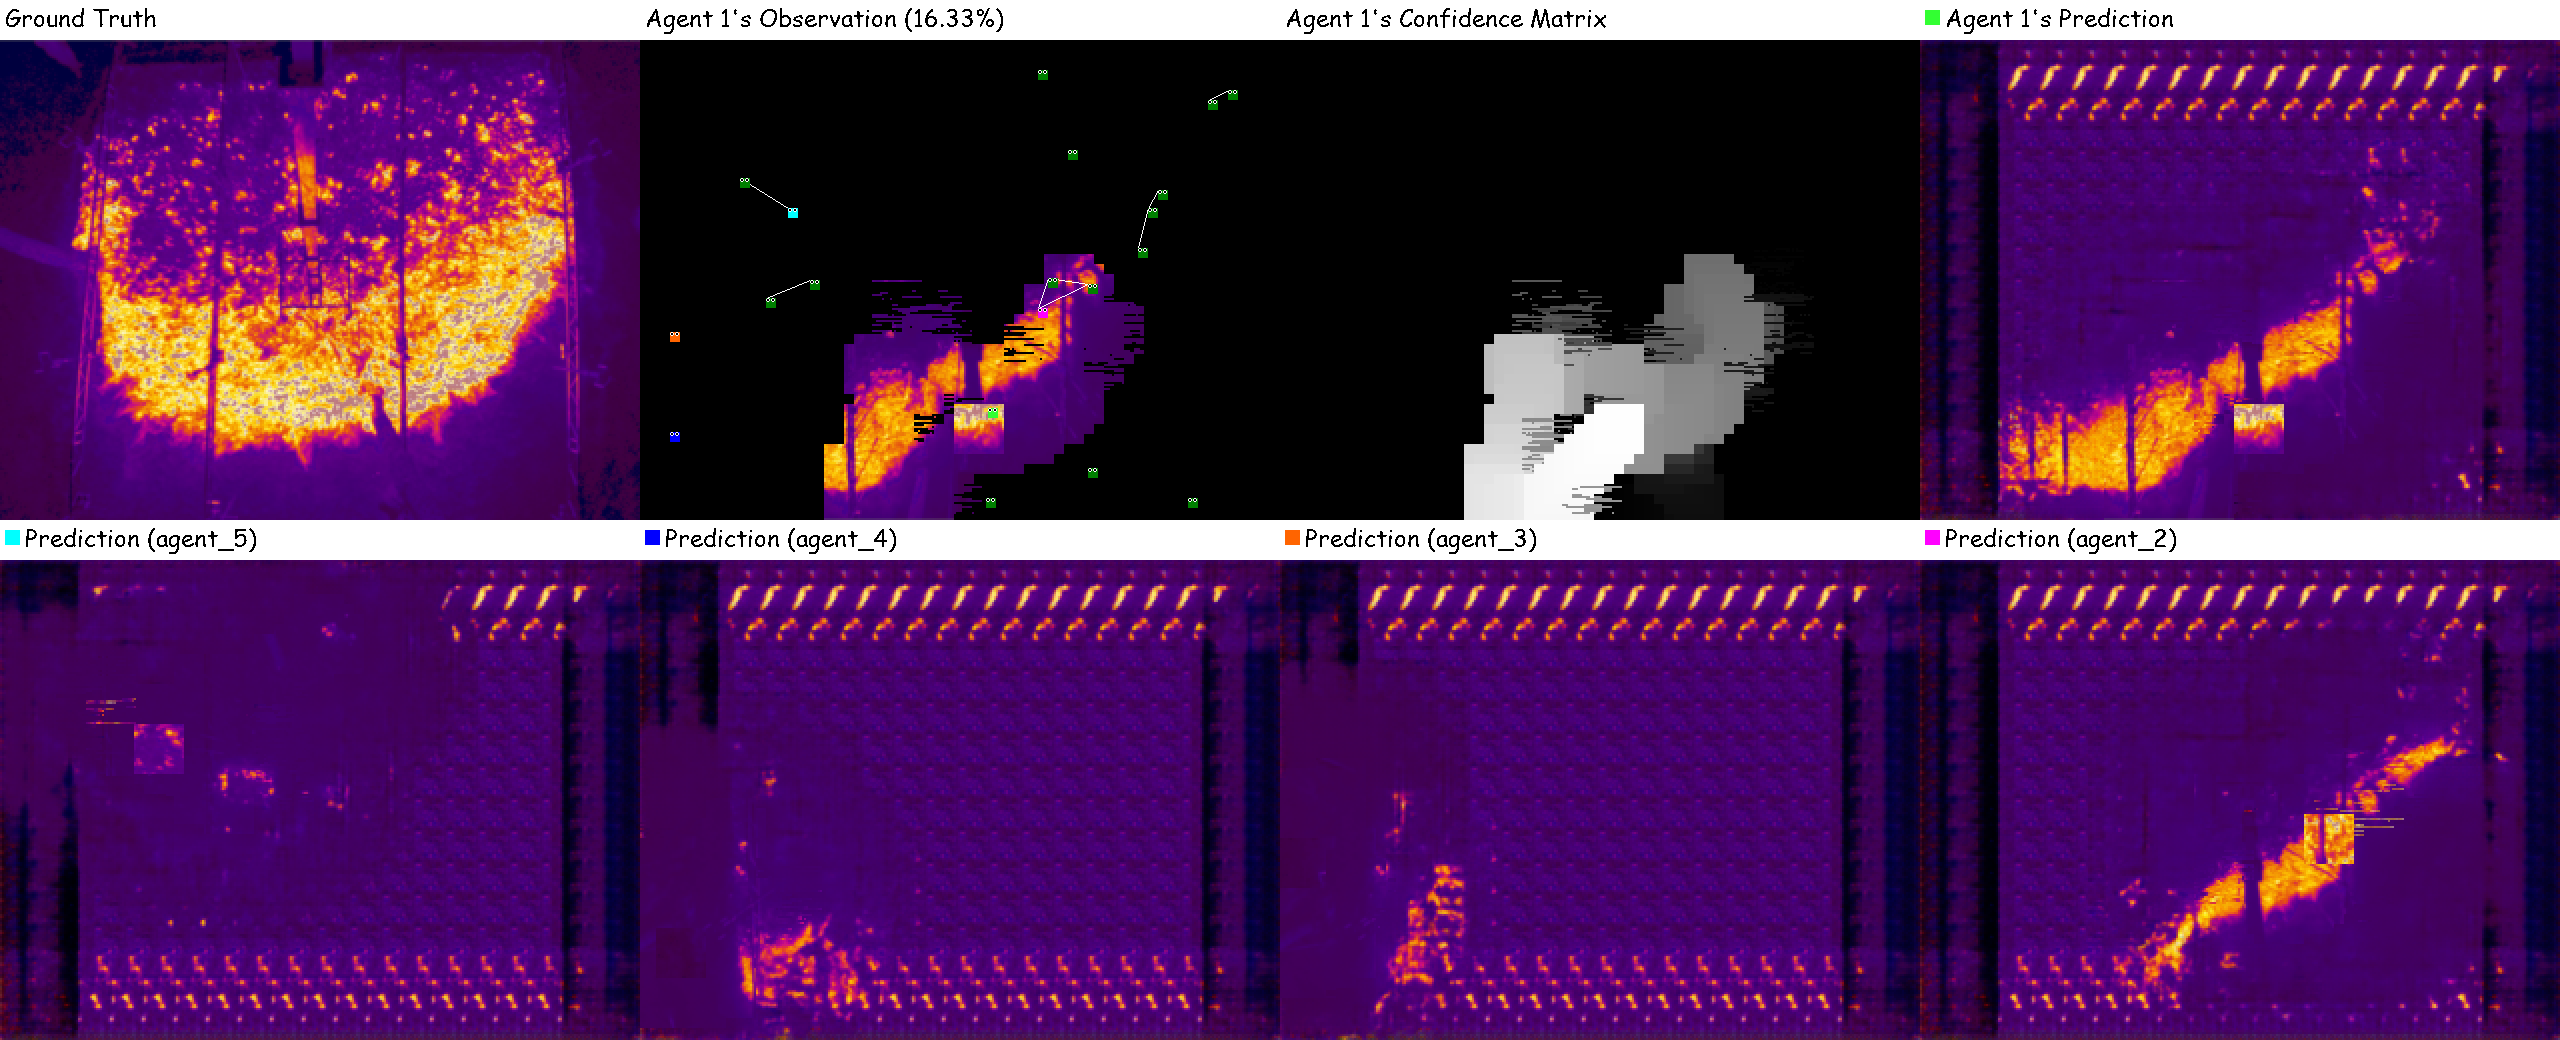 Ground Truth
Agent 1's Observation (16.33%)
Agent 1's Confidence Matrix
Agent 1's Prediction
Prediction (agent_5)
Prediction (agent_4)
Prediction (agent_3)
Prediction (agent_2)